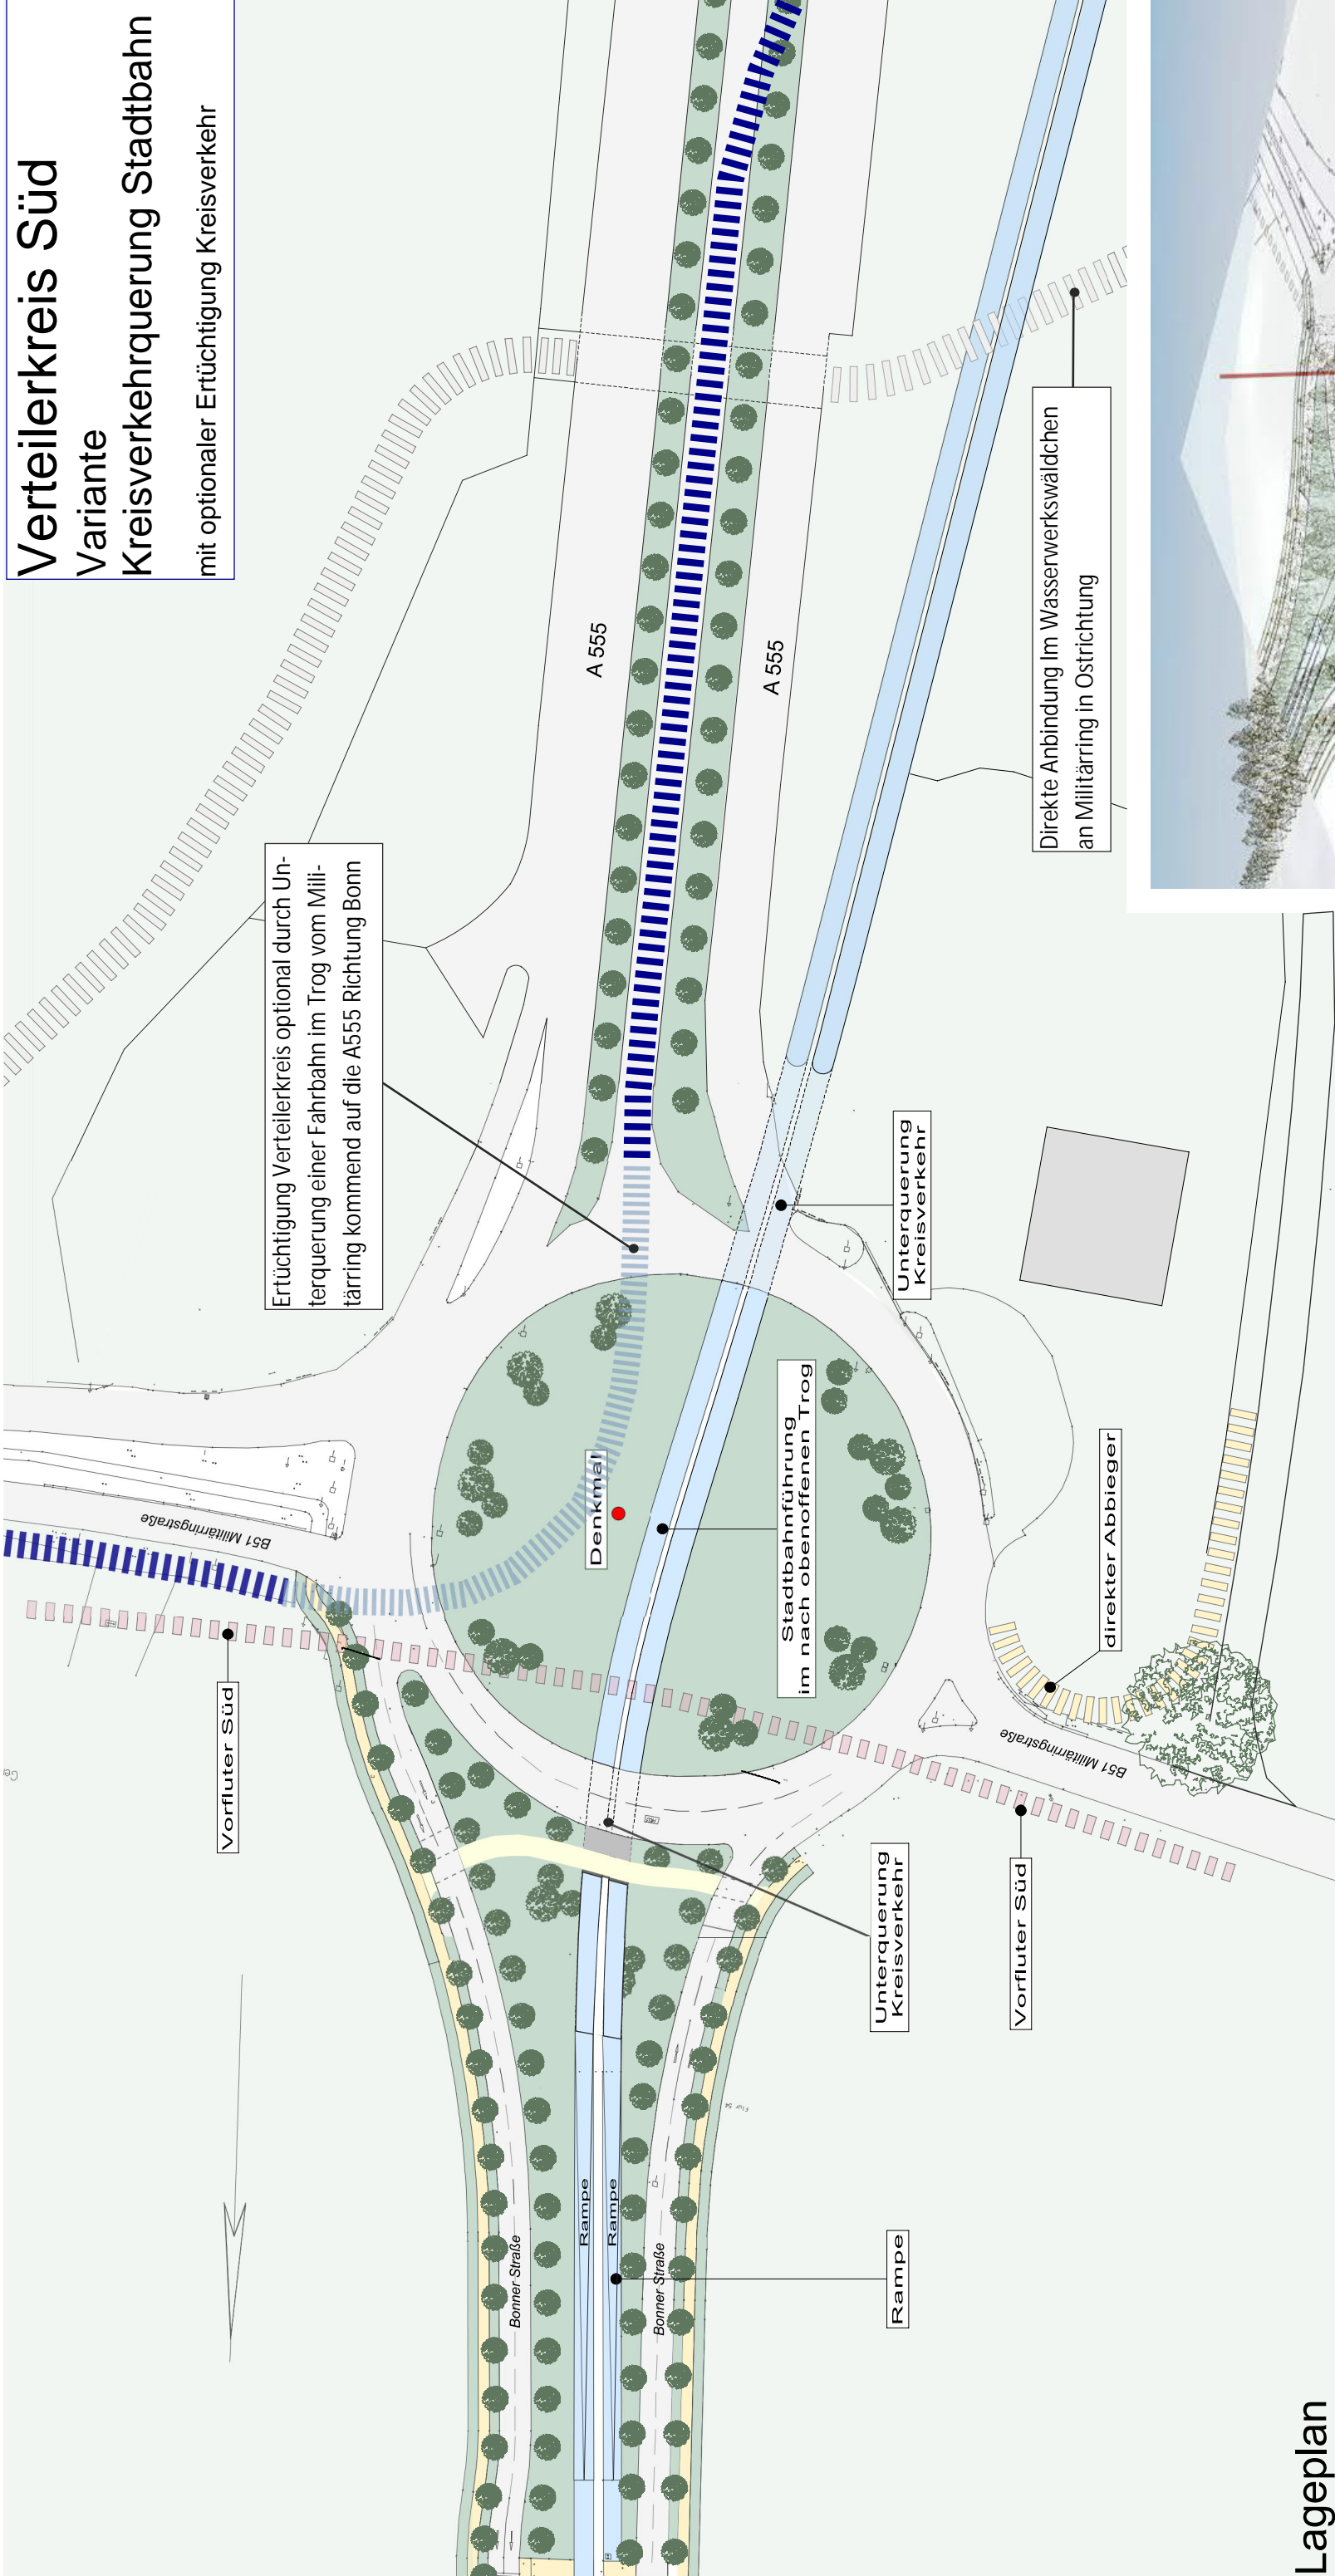 Verteilerkreis Süd
Variante
Kreisverkehrquerung Stadtbahn
mit optionaler Ertüchtigung Kreisverkehr
A 555
A 555
Direkte Anbindung Im Wasserwerkswäldchen
an Militärring in Ostrichtung
Ertüchtigung Verteilerkreis optional durch Un-
terquerung einer Fahrbahn im Trog vom Mili-
tärring kommend auf die A555 Richtung Bonn
Unterquerung
Kreisverkehr
B51 Militärringstraße
Denkmal
Stadtbahnführung
im nach obenoffenen Trog
direkter Abbieger
B51 Militärringstraße
Vorfluter Süd
Unterquerung
Kreisverkehr
Vorfluter Süd
Flur 54
Rampe
Rampe
Bonner Straße
Bonner Straße
Rampe
Lageplan